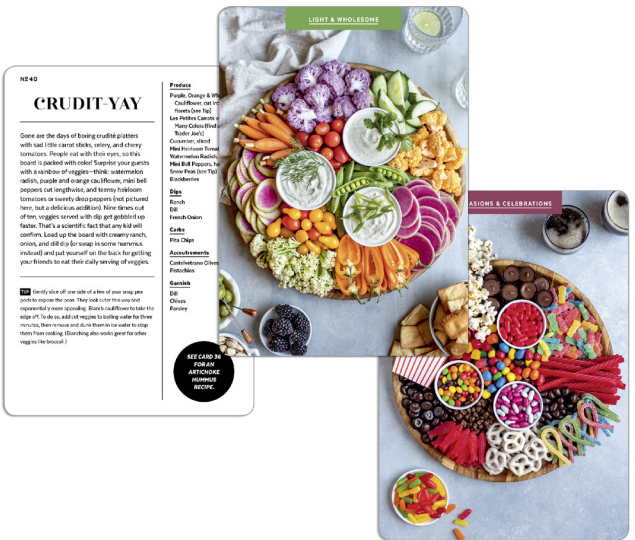 Nº 40
CRUDIT-YAY
Gone are the days of boring crudité platters
with sad little carrot sticks, celery, and cherry
tomatoes. People eat with their eyes, so this
board is packed with color! Surprise your guests
with a rainbow of veggies—think: watermelon
radish, purple and orange cauliflower, mini bell
peppers cut lengthwise, and teensy heirloom
tomatoes or sweety deep peppers (not pictured
here, but a delicious addition). Nine times out
of ten, veggies served with dip get gobbled up
faster. That's a scientific fact that any kid will
confirm. Load up the board with creamy ranch,
onion, and dill dip (or swap in some hummus
instead) and put yourself on the back for getting
your friends to eat their daily serving of veggies.
TIP Gently slice off one side of a few of your snap pea
pods to expose the peas. They look cuter this way and
exponentially more appealing. Blanch cauliflower to take the
edge off. To do so, add cut veggies to boiling water for three
minutes, then remove and dunk them in ice water to stop
them from cooking. (Blanching also works great for other
veggies like broccoli.)
Produce
Purple, Orange & Wh
Cauliflower, cut int
florets (see Tip)
Les Petites Carrots o
Many Colors (find a
Trader Joe's)
Cucumber, sliced
Mini Heirloom Tomat
Watermelon Radish,
Mini Bell Peppers, ha
Snow Peas (see Tip)
Blackberries
Dips
Ranch
Dill
French Onion
Carbs
Pita Chips
Accoutrements
Castelvetrano Olives
Pistachios
Garnish
Dill
Chives
Parsley
SEE CARD 36
FOR AN
ARTICHOKE
HUMMUS
RECIPE.
LIGHT & WHOLESOME
ASIONS & CELEBRATIONS